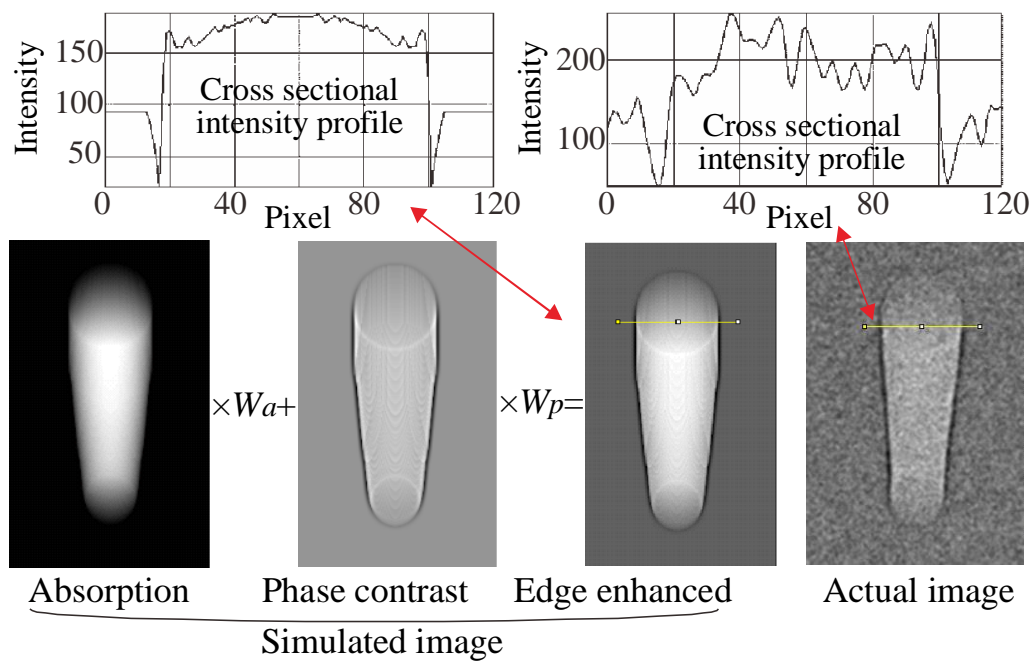 150
100
50
Intensity
Cross sectional
intensity profile
0
40
80
120
Pixel
200
100
Intensity
Cross sectional
intensity profile
0
40
80
120
Pixel
×Wa+
×Wp=
Absorption
Phase contrast
Edge enhanced
Actual image
Simulated image